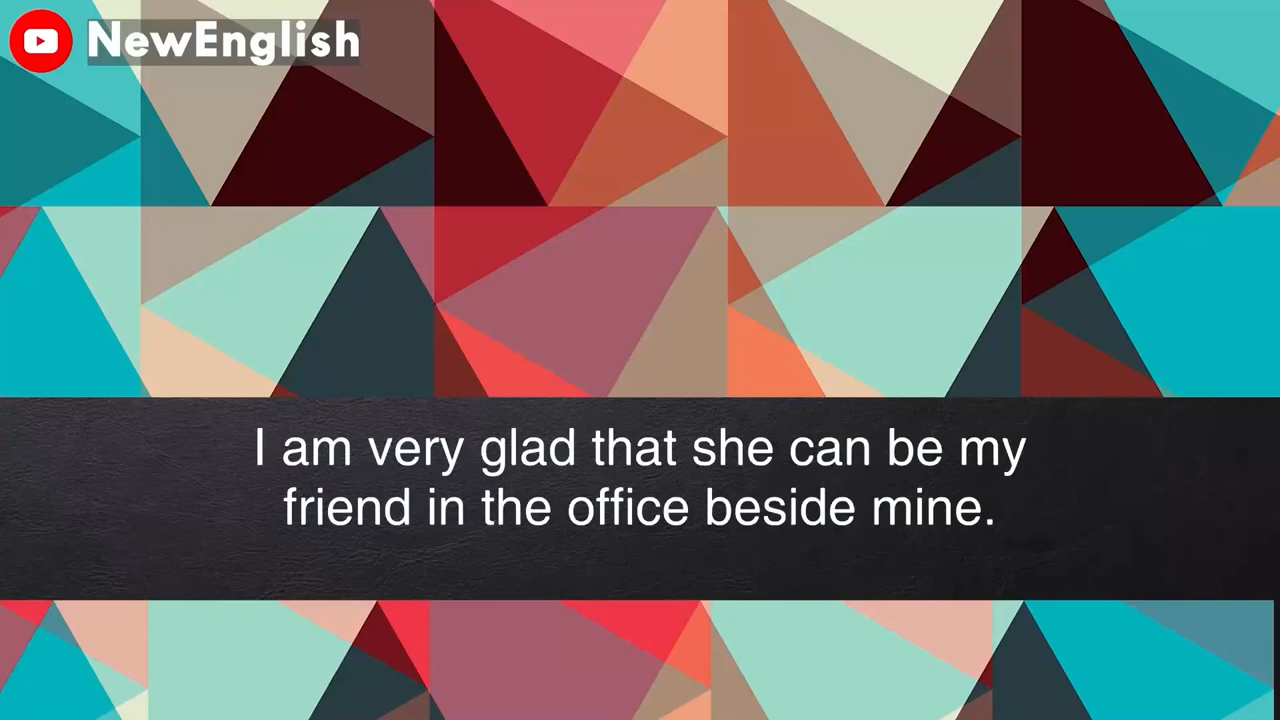 NewEnglish
I am very glad that she can be my
friend in the office beside mine.